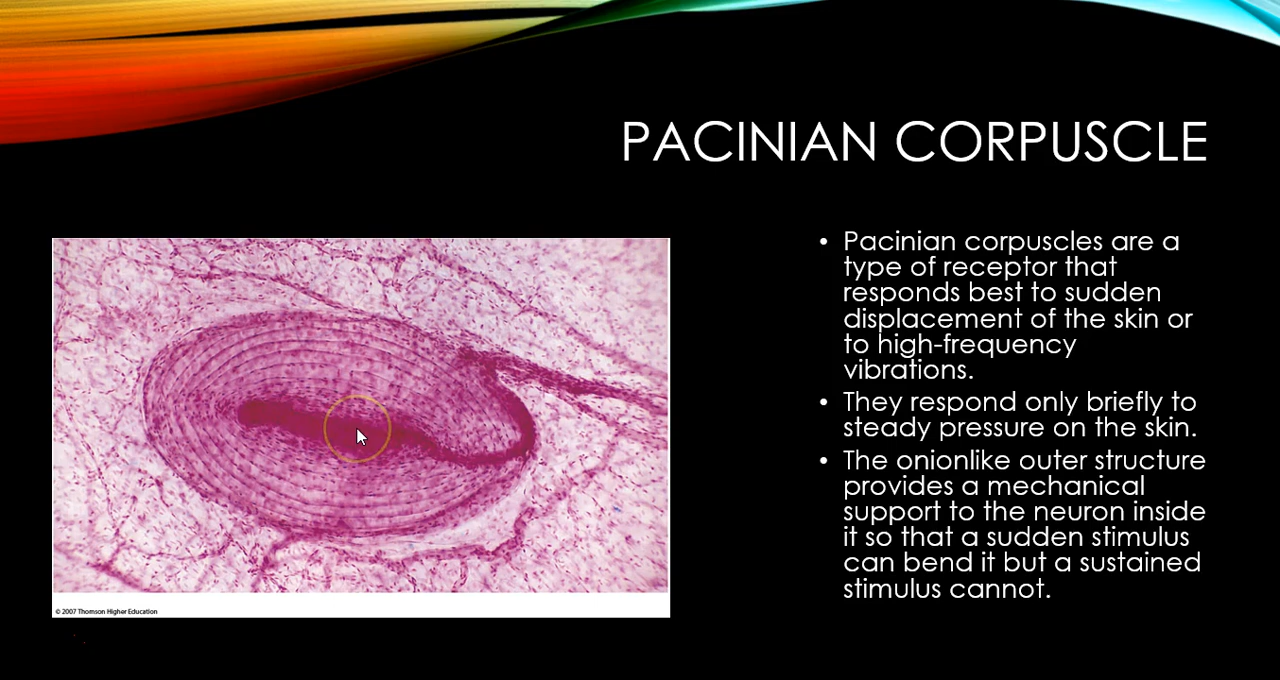 PACINIAN CORPUSCLE
• Pacinian corpuscles are a
type of receptor that
responds best to sudden
displacement of the skin or
to high-frequency
vibrations.
• They respond only briefly to
steady pressure on the skin.
• The onionlike outer structure
provides a mechanical
support to the neuron inside
it so that a sudden stimulus
can bend it but a sustained
stimulus cannot.
© 2007 Thomson Higher Education